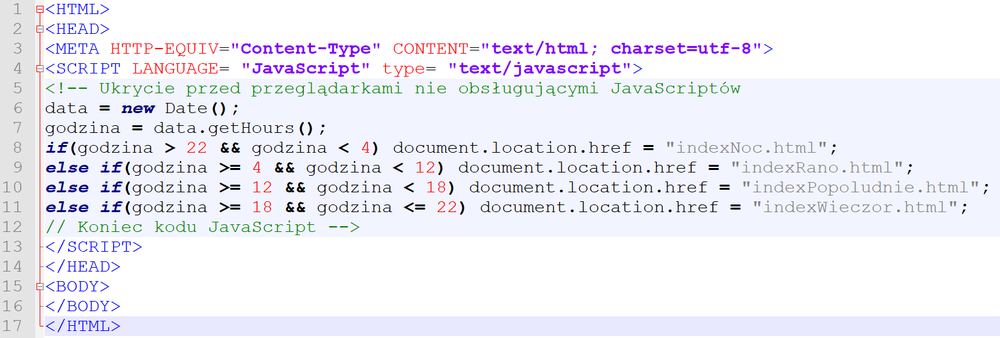 1 <HTML>
2 <HEAD>
3 <META HTTP-EQUIV="Content-Type" CONTENT="text/html; charset=utf-8">
4 <SCRIPT LANGUAGE= "JavaScript" type= "text/javascript">
5 <!-- Ukrycie przed przeglądarkami nie obsługującymi JavaScriptów
6 data = new Date();
7 godzina = data.getHours();
8 if(godzina > 22 && godzina < 4) document.location.href = "indexNoc.html";
9 else if(godzina >= 4 && godzina < 12) document.location.href = "indexRano.html";
10 else if(godzina >= 12 && godzina < 18) document.location.href = "indexPopoludnie.html";
11 else if(godzina >= 18 && godzina <= 22) document.location.href = "indexWieczor.html";
12 // Koniec kodu JavaScript -->
13 </SCRIPT>
14 </HEAD>
15 <BODY>
16 </BODY>
17 </HTML>